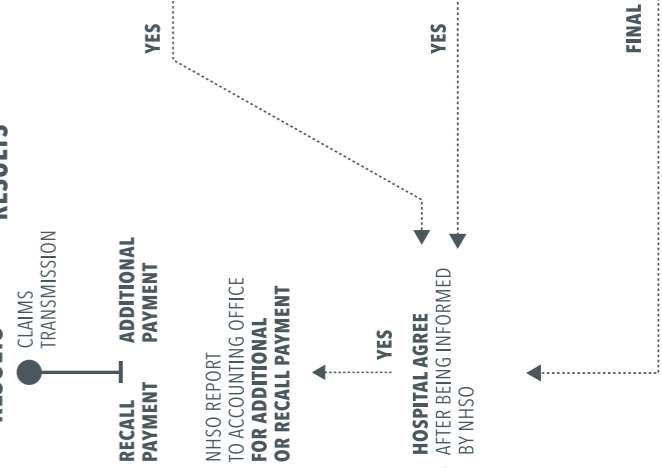 RESULTS
RESULTS
CLAIMS
TRANSMISSION
RECALL
PAYMENT
ADDITIONAL
PAYMENT
YES
NHSO REPORT
TO ACCOUNTING OFFICE
FOR ADDITIONAL
OR RECALL PAYMENT
YES
HOSPITAL AGREE
AFTER BEING INFORMED
BY NHSO
YES
FINAL